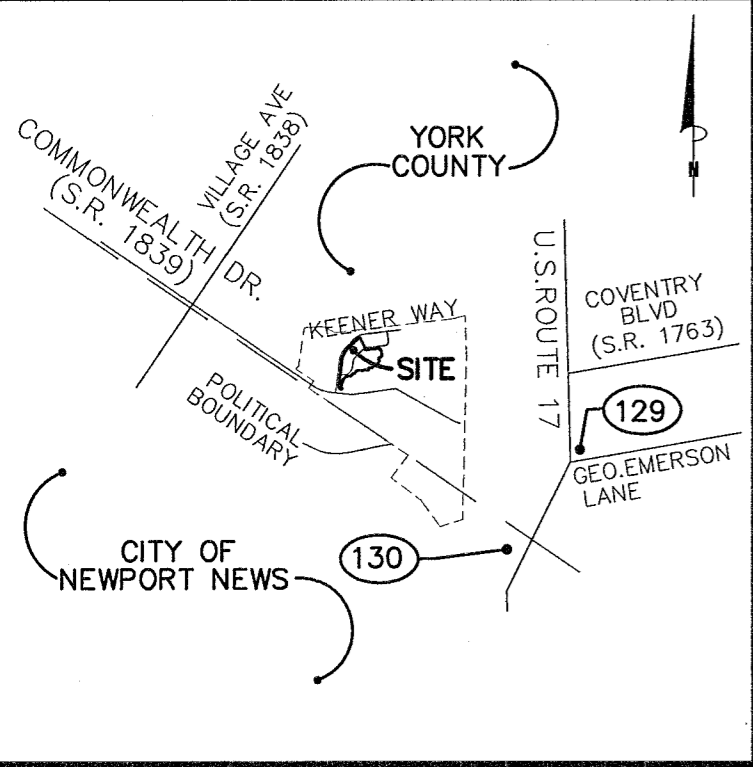 YORK
COUNTY
N
VILLAGE AVE
(S.R. 1838)
COMMONWEALTH DR.
(S.R. 1839)
U.S.ROUTE 17
COVENTRY
BLVD
(S.R. 1763)
KEENER WAY
SITE
POLITICAL
BOUNDARY
129
GEO.EMERSON
LANE
130
CITY OF
NEWPORT NEWS